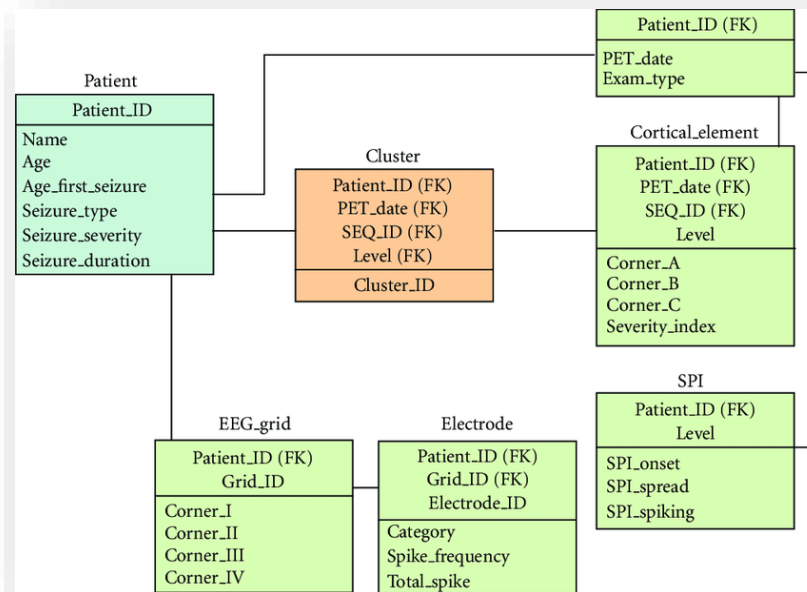 Patient_ID (FK)
PET_date
Exam_type
Patient
Patient_ID
Name
Age
Age_first_seizure
Seizure_type
Seizure_severity
Seizure_duration
Cluster
Patient_ID (FK)
PET_date (FK)
SEQ_ID (FK)
Level (FK)
Cluster_ID
Cortical_element
Patient_ID (FK)
PET_date (FK)
SEQ_ID (FK)
Level
Corner_A
Corner_B
Corner_C
Severity_index
EEG_grid
Patient_ID (FK)
Grid_ID
Corner_I
Corner_II
Corner_III
Corner_IV
Electrode
Patient_ID (FK)
Grid_ID (FK)
Electrode_ID
Category
Spike_frequency
Total_spike
SPI
Patient_ID (FK)
Level
SPI_onset
SPI_spread
SPI_spiking